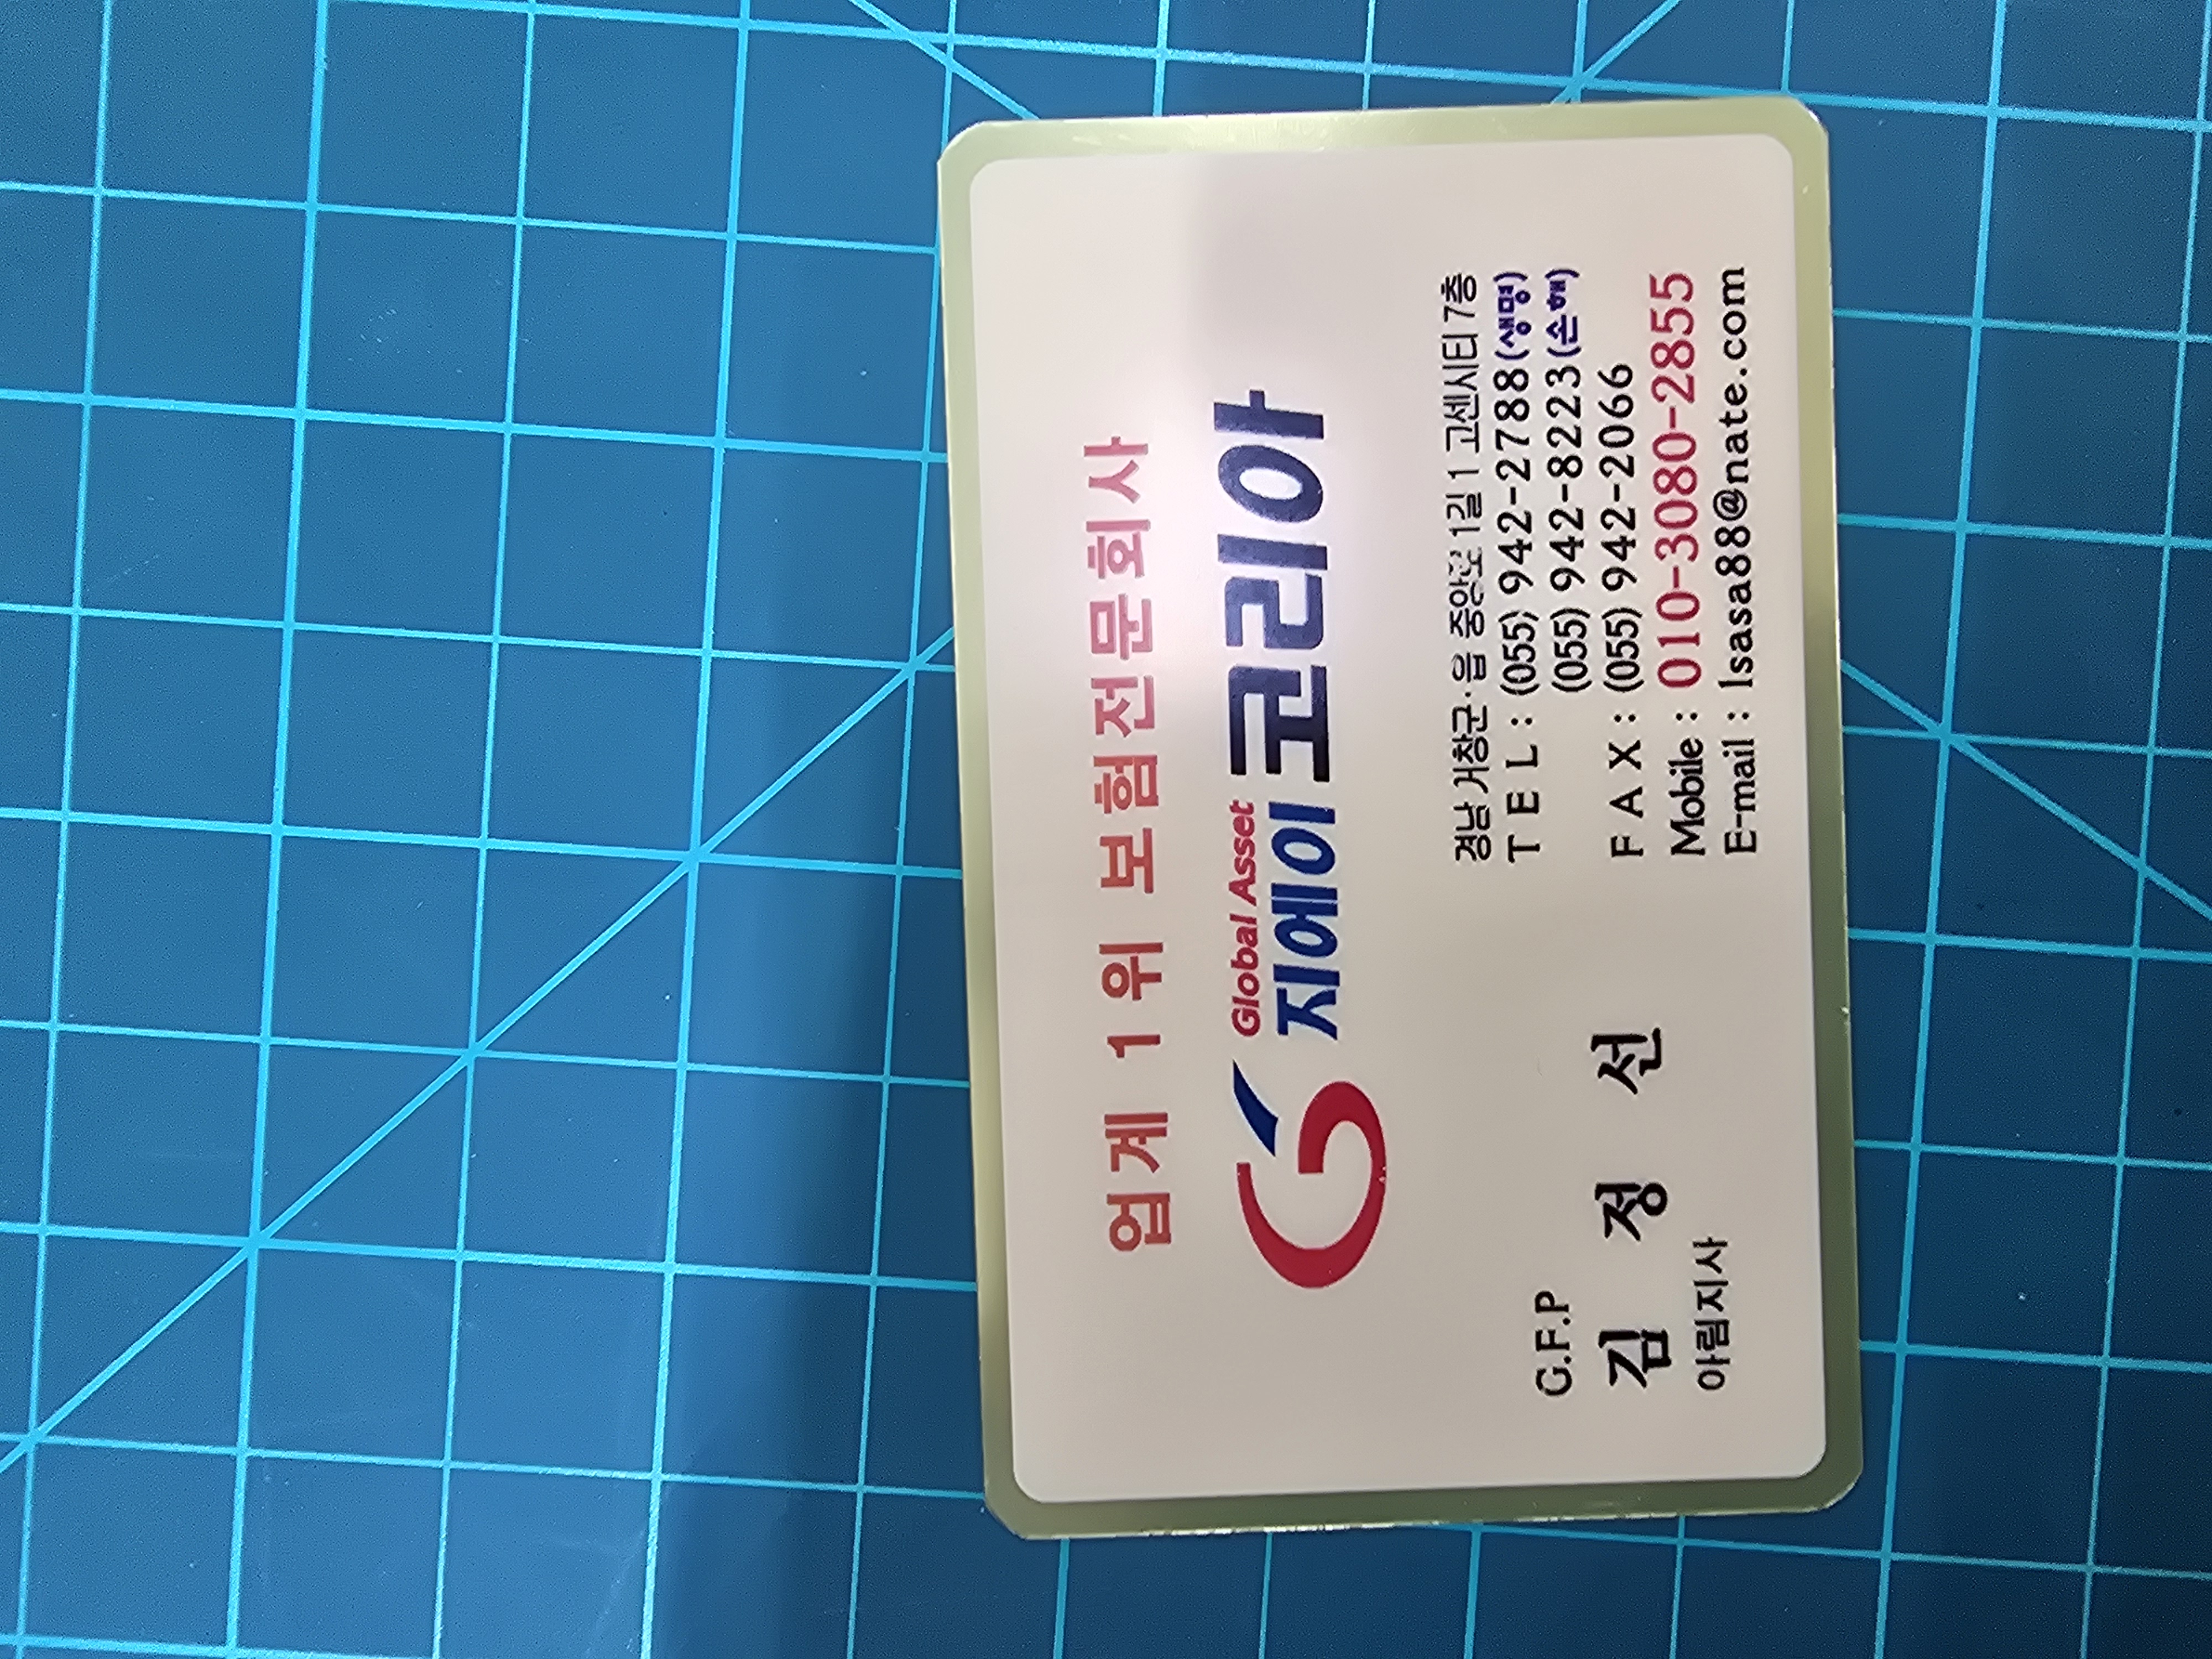 업계 1위 보험전문회사
Global Asset
지에이코리아
G.F.P
김 정 선
아림지사
경남 거창군·읍 중앙로1길 1 고센시티 7층
T E L : (055) 942-2788(생명)
(055) 942-8223(손해)
F A X : (055) 942-2066
Mobile : 010-3080-2855
E-mail : lsasa88@nate.com